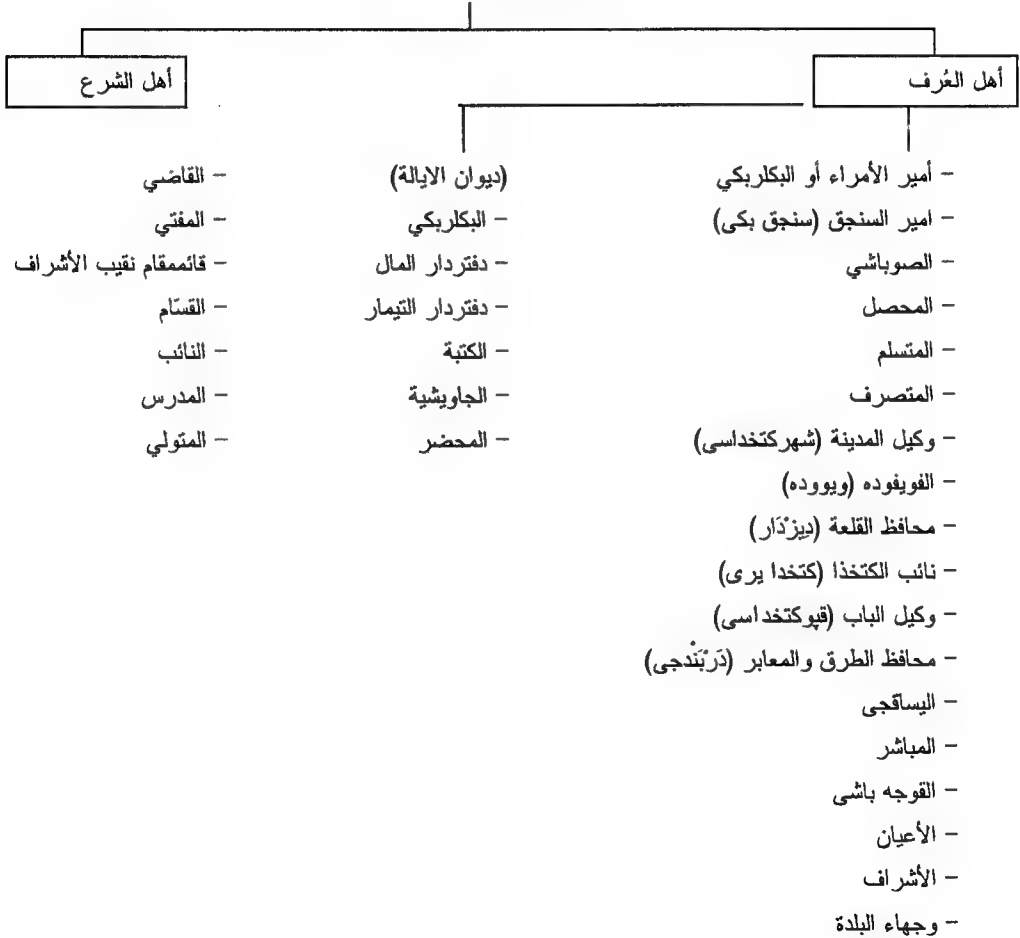 أهل العُرف
أهل الشرع
– أمير الأمراء أو البكلربكي
– امير السنجق (سنجق بكى)
– الصوباشي
– المحصل
– المتسلم
– المتصرف
– وكيل المدينة (شهركتخداسى)
– الفويفوده (ويووده)
– محافظ القلعة (دِيزْدَار)
– نائب الكتخذا (كتخدا يرى)
– وكيل الباب (قپوكتخداسى)
– محافظ الطرق والمعابر (دَرْبَنْدجى)
– اليساقجى
– المباشر
– القوجه باشى
– الأعيان
– الأشراف
– وجهاء البلدة
(ديوان الايالة)
– البكلربكي
– دفتردار المال
– دفتردار التيمار
– الكتبة
– الجاويشية
– المحضر
– القاضي
– المفتي
– قائممقام نقيب الأشراف
– القسّام
– النائب
– المدرس
– المتولي